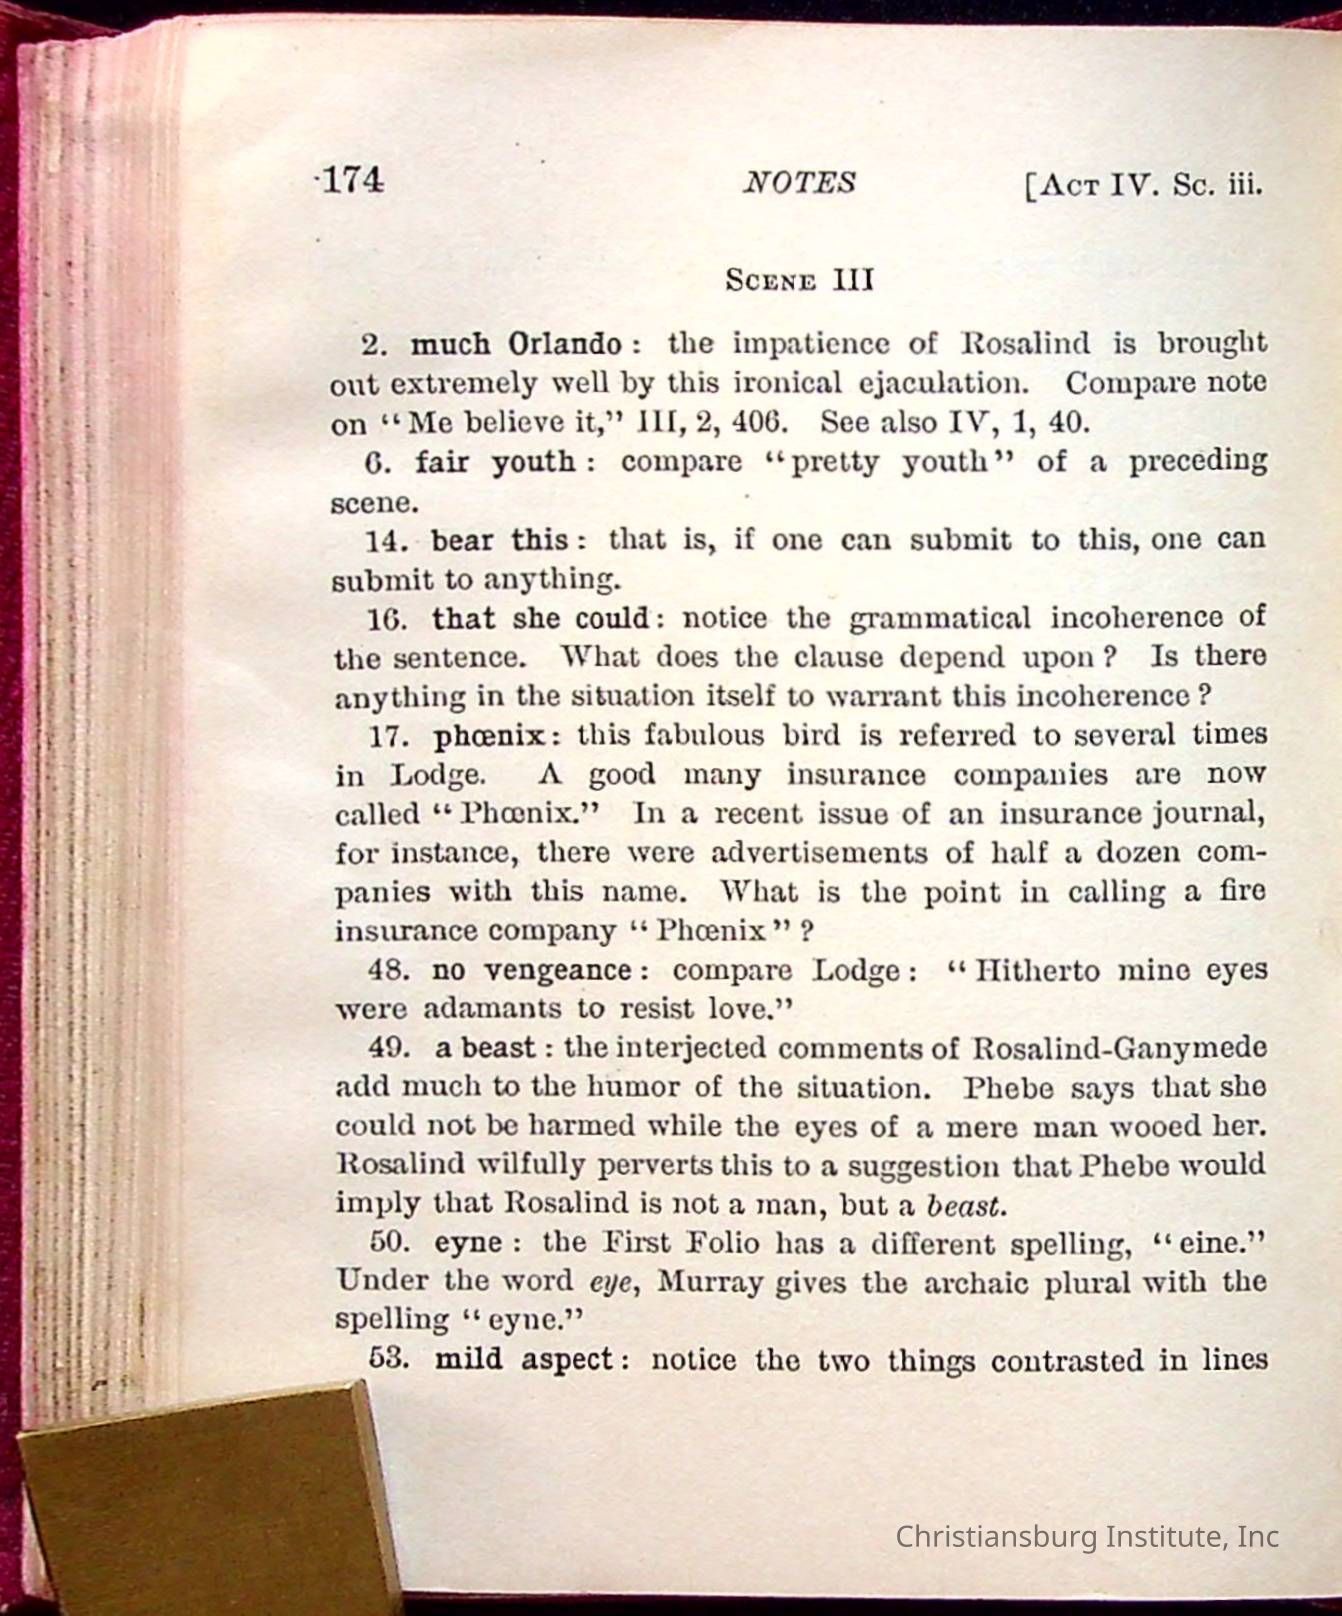 174 NOTES [ACT IV. Sc. iii.
SCENE III
2. much Orlando : the impatience of Rosalind is brought
out extremely well by this ironical ejaculation. Compare note
on “Me believe it,” III, 2, 406. See also IV, 1, 40.
6. fair youth : compare “pretty youth” of a preceding
scene.
14. bear this : that is, if one can submit to this, one can
submit to anything.
16. that she could : notice the grammatical incoherence of
the sentence. What does the clause depend upon ? Is there
anything in the situation itself to warrant this incoherence ?
17. phœnix : this fabulous bird is referred to several times
in Lodge. A good many insurance companies are now
called “Phœnix.” In a recent issue of an insurance journal,
for instance, there were advertisements of half a dozen com-
panies with this name. What is the point in calling a fire
insurance company “Phœnix” ?
48. no vengeance : compare Lodge : “Hitherto mine eyes
were adamants to resist love.”
49. a beast : the interjected comments of Rosalind-Ganymede
add much to the humor of the situation. Phebe says that she
could not be harmed while the eyes of a mere man wooed her.
Rosalind wilfully perverts this to a suggestion that Phebe would
imply that Rosalind is not a man, but a beast.
50. eyne : the First Folio has a different spelling, “eine.”
Under the word eye, Murray gives the archaic plural with the
spelling “eyne.”
53. mild aspect : notice the two things contrasted in lines
Christiansburg Institute, Inc